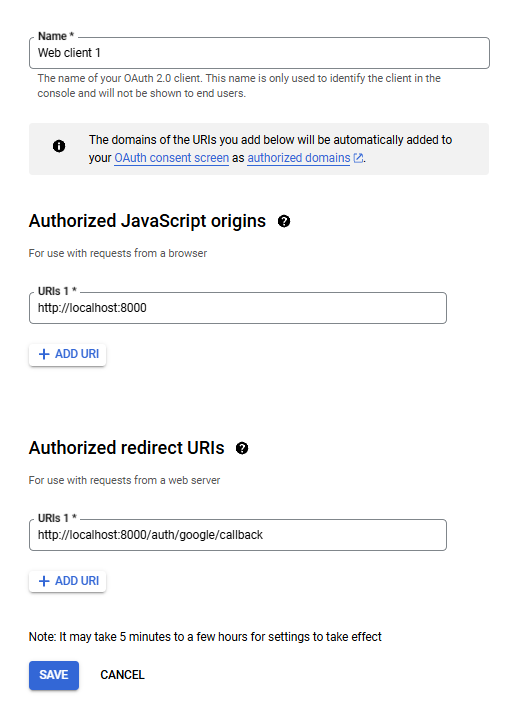 Name *
Web client 1
The name of your OAuth 2.0 client. This name is only used to identify the client in the
console and will not be shown to end users.
The domains of the URIs you add below will be automatically added to
your OAuth consent screen as authorized domains.
Authorized JavaScript origins
For use with requests from a browser
URIs 1 *
http://localhost:8000
+ ADD URI
Authorized redirect URIs
For use with requests from a web server
URIs 1 *
http://localhost:8000/auth/google/callback
+ ADD URI
Note: It may take 5 minutes to a few hours for settings to take effect
SAVE CANCEL